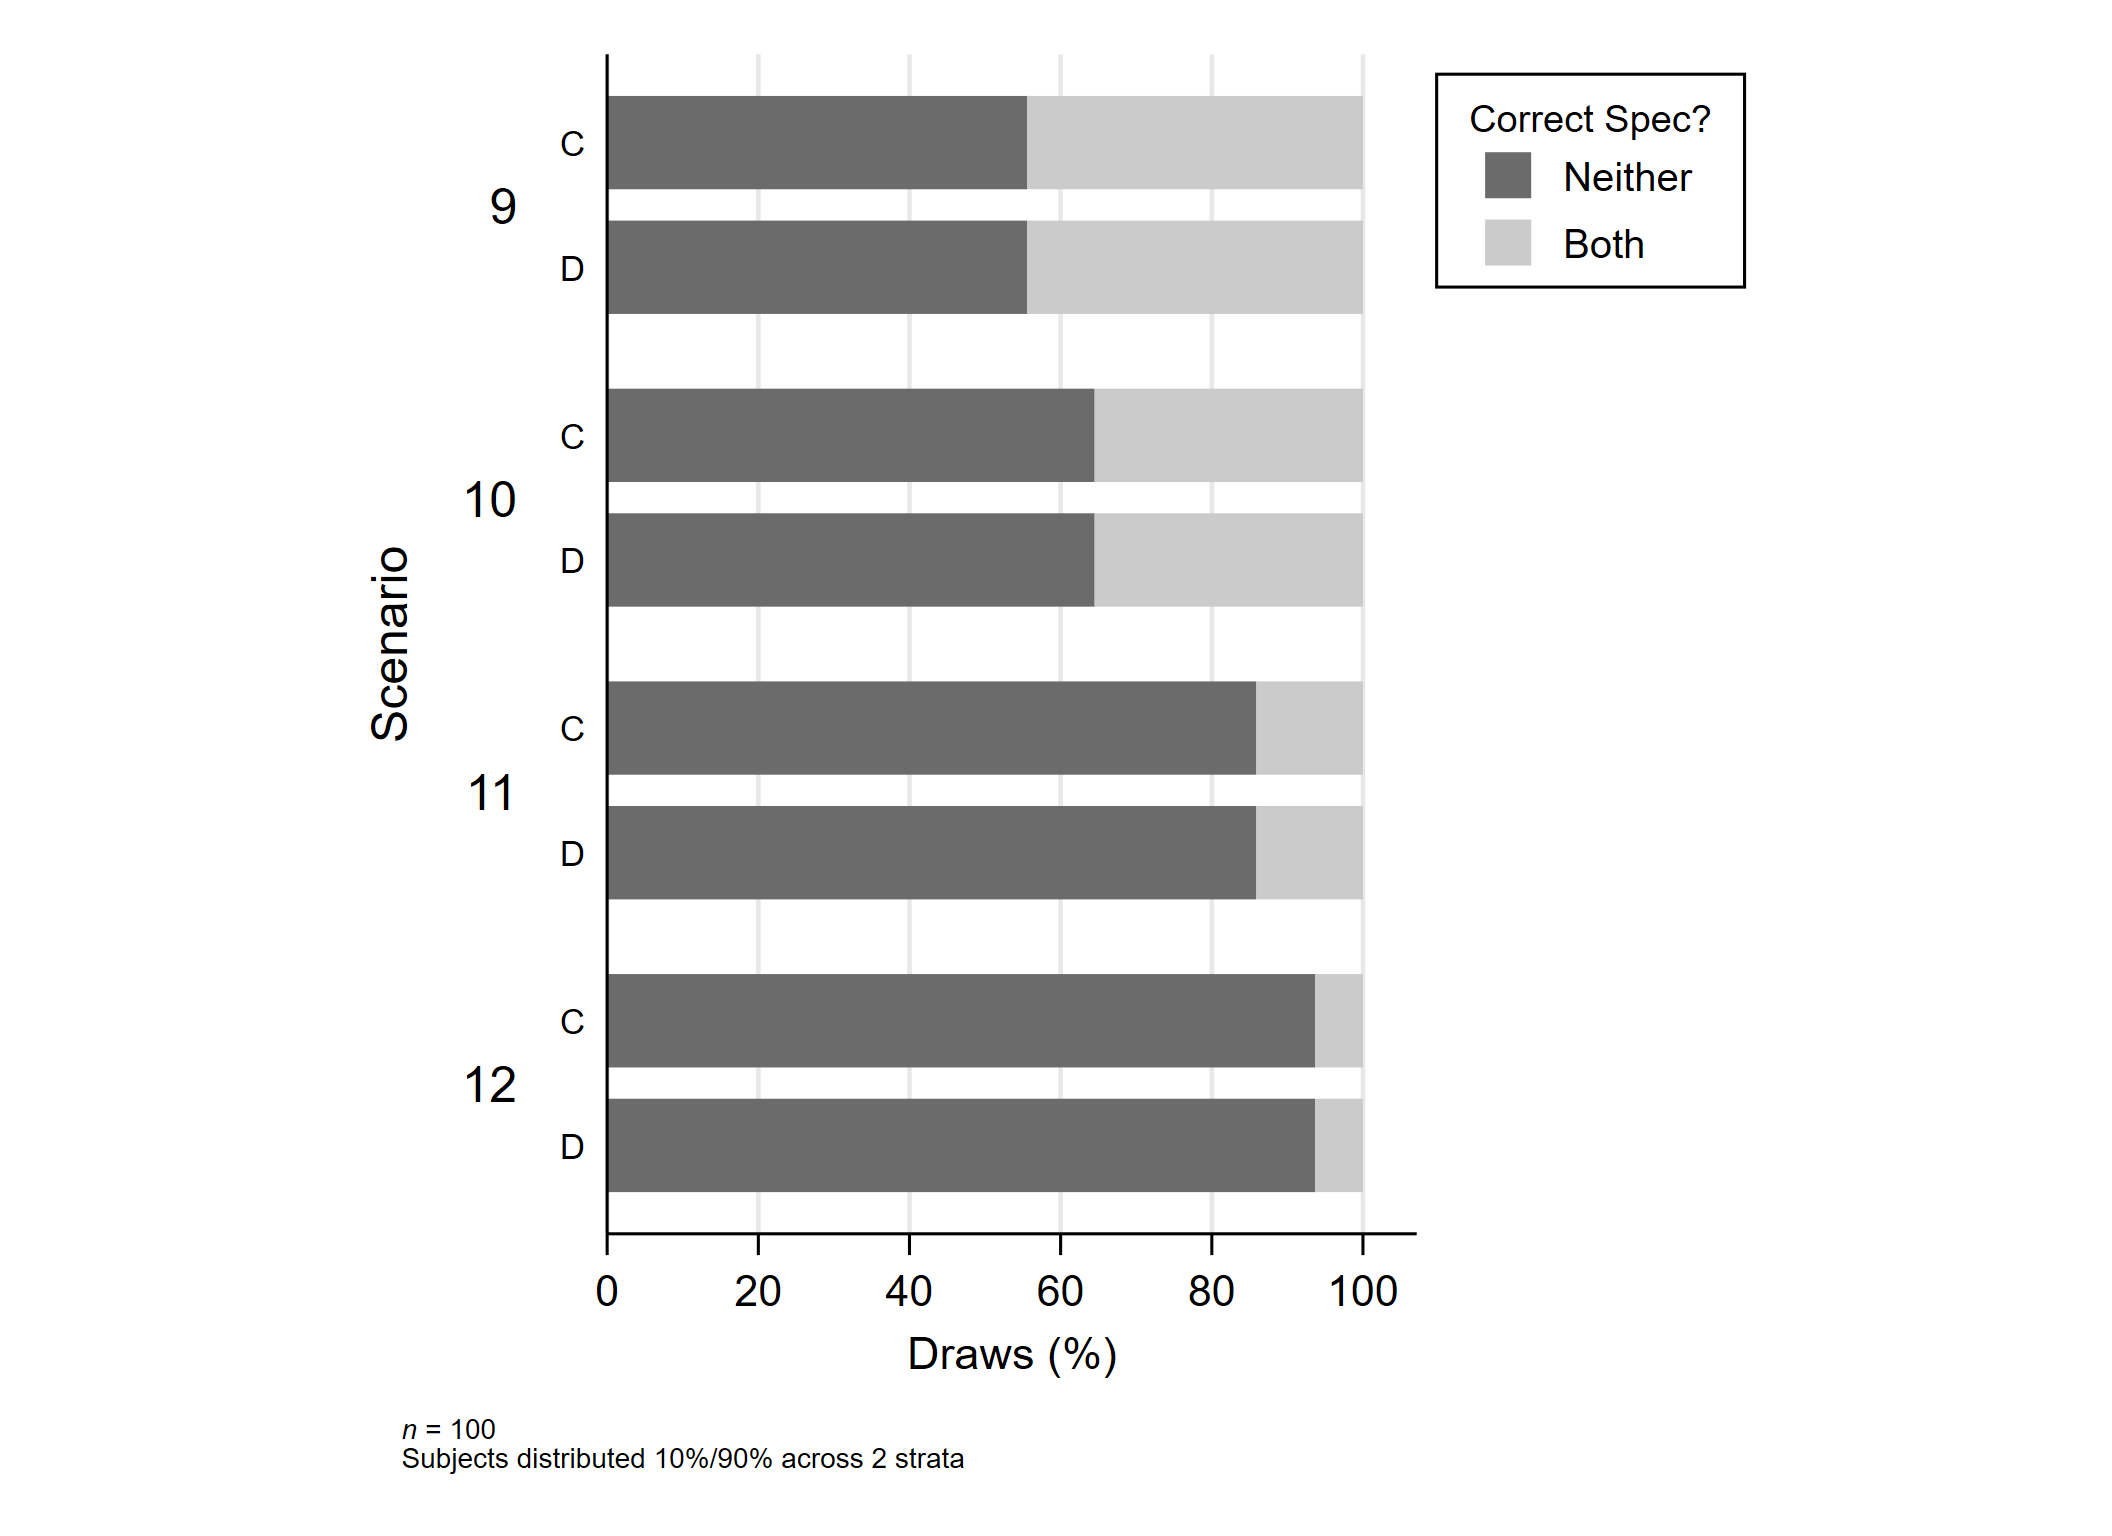 Correct Spec?
Neither
Both
C
9
D
C
10
D
Scenario
C
11
D
C
12
D
0 20 40 60 80 100
Draws (%)
n = 100
Subjects distributed 10%/90% across 2 strata